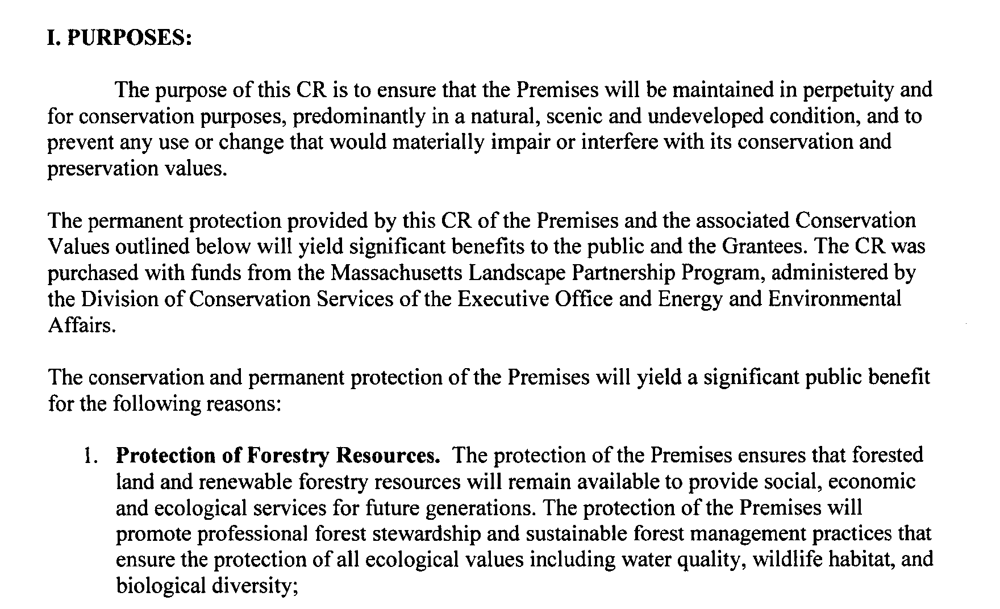 I. PURPOSES:
The purpose of this CR is to ensure that the Premises will be maintained in perpetuity and
for conservation purposes, predominantly in a natural, scenic and undeveloped condition, and to
prevent any use or change that would materially impair or interfere with its conservation and
preservation values.
The permanent protection provided by this CR of the Premises and the associated Conservation
Values outlined below will yield significant benefits to the public and the Grantees. The CR was
purchased with funds from the Massachusetts Landscape Partnership Program, administered by
the Division of Conservation Services of the Executive Office and Energy and Environmental
Affairs.
The conservation and permanent protection of the Premises will yield a significant public benefit
for the following reasons:
1. Protection of Forestry Resources. The protection of the Premises ensures that forested
land and renewable forestry resources will remain available to provide social, economic
and ecological services for future generations. The protection of the Premises will
promote professional forest stewardship and sustainable forest management practices that
ensure the protection of all ecological values including water quality, wildlife habitat, and
biological diversity;